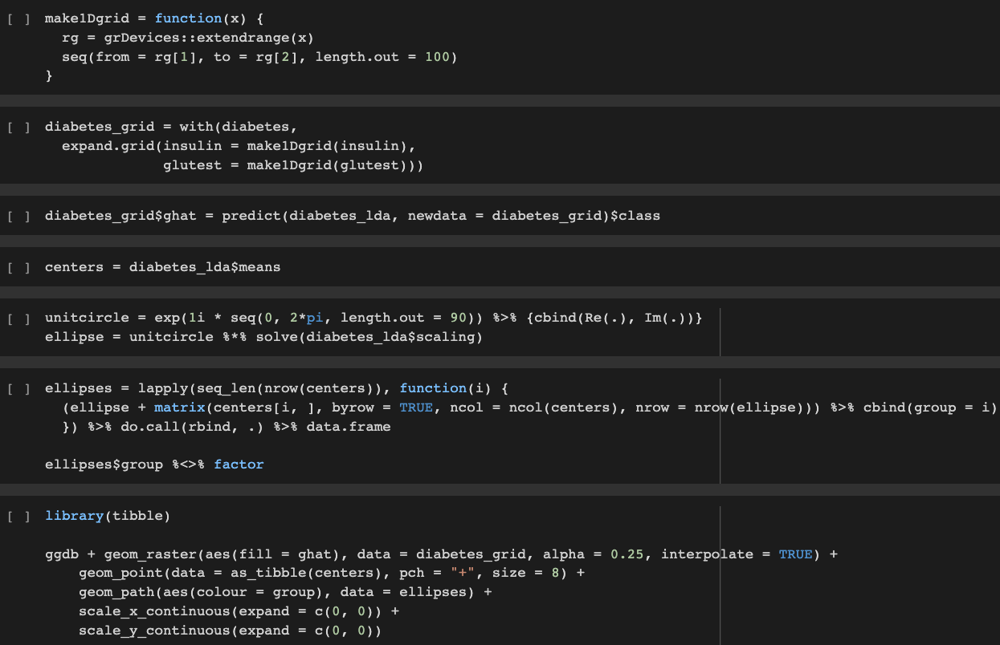 [ ] make1Dgrid = function(x) {
  rg = grDevices::extendrange(x)
  seq(from = rg[1], to = rg[2], length.out = 100)
}
[ ] diabetes_grid = with(diabetes,
  expand.grid(insulin = make1Dgrid(insulin),
              glutest = make1Dgrid(glutest)))
[ ] diabetes_grid$ghat = predict(diabetes_lda, newdata = diabetes_grid)$class
[ ] centers = diabetes_lda$means
[ ] unitcircle = exp(1i * seq(0, 2*pi, length.out = 90)) %>% {cbind(Re(.), Im(.))}
ellipse = unitcircle %*% solve(diabetes_lda$scaling)
[ ] ellipses = lapply(seq_len(nrow(centers)), function(i) {
  (ellipse + matrix(centers[i, ], byrow = TRUE, ncol = ncol(centers), nrow = nrow(ellipse))) %>% cbind(group = i)
  }) %>% do.call(rbind, .) %>% data.frame
ellipses$group %<>% factor
[ ] library(tibble)
ggdb + geom_raster(aes(fill = ghat), data = diabetes_grid, alpha = 0.25, interpolate = TRUE) +
    geom_point(data = as_tibble(centers), pch = "+", size = 8) +
    geom_path(aes(colour = group), data = ellipses) +
    scale_x_continuous(expand = c(0, 0)) +
    scale_y_continuous(expand = c(0, 0))